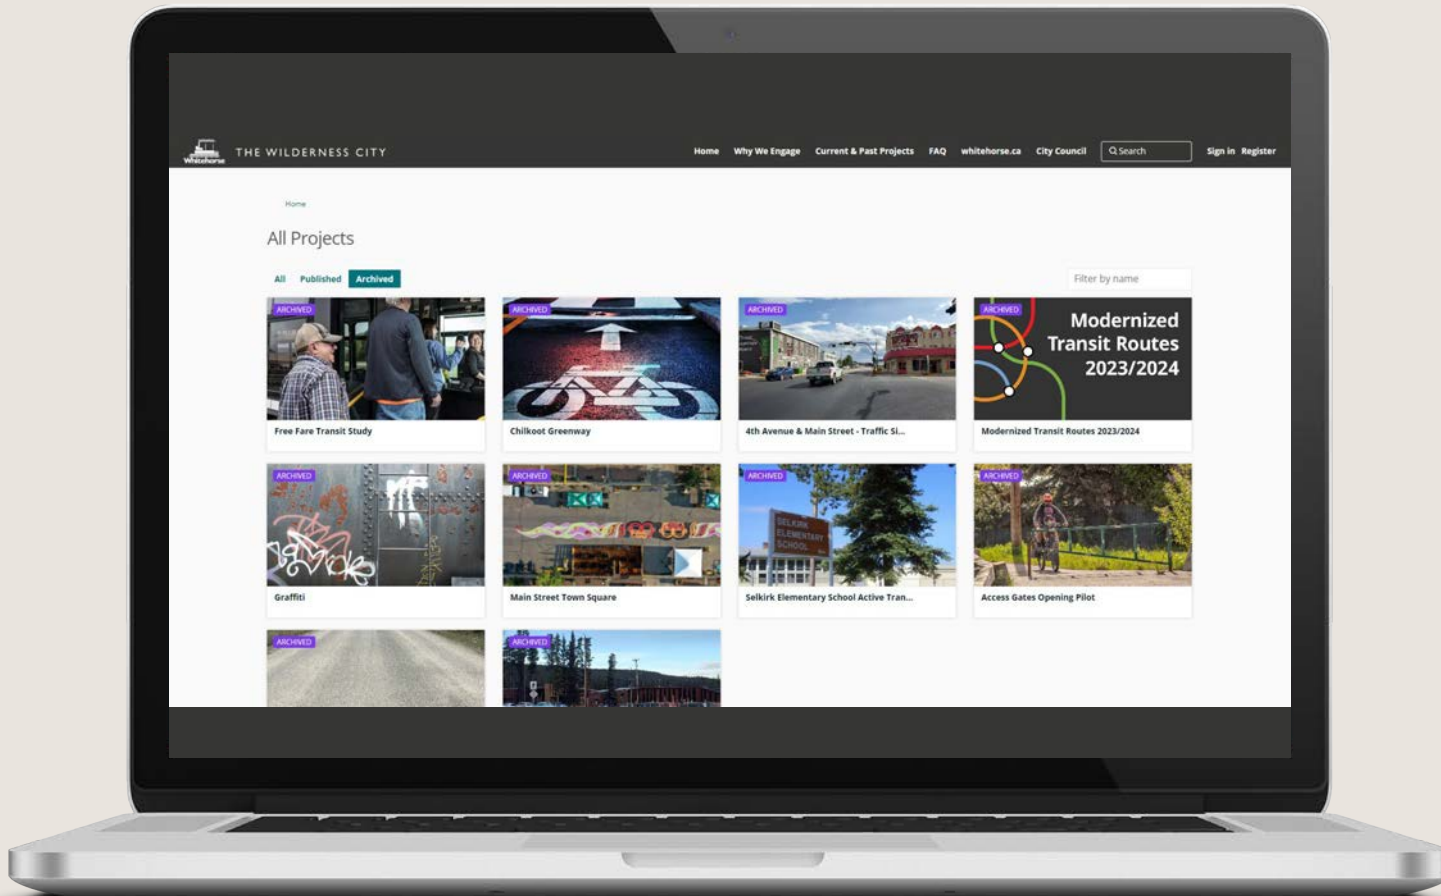 Whitehorse
THE WILDERNESS CITY
Home Why We Engage Current & Past Projects FAQ whitehorse.ca City Council Search Sign in Register
Home
All Projects
All Published Archived
Filter by name
ARCHIVED
ARCHIVED
ARCHIVED
ARCHIVED
Modernized
Transit Routes
2023/2024
Free Fare Transit Study
Chilkoot Greenway
4th Avenue & Main Street - Traffic Si...
Modernized Transit Routes 2023/2024
ARCHIVED
ARCHIVED
ARCHIVED
SELKIRK
ELEMENTARY
SCHOOL
ARCHIVED
Graffiti
Main Street Town Square
Selkirk Elementary School Active Tran...
Access Gates Opening Pilot
ARCHIVED
ARCHIVED